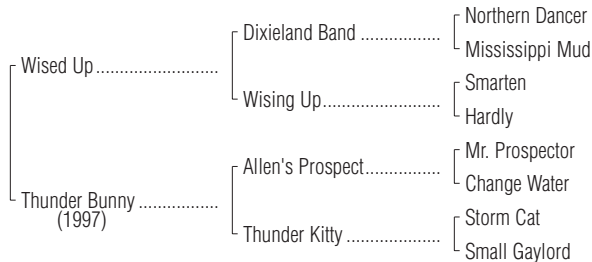 Northern Dancer
Dixieland Band .................
Mississippi Mud
Wised Up..........................
Smarten
Wising Up.........................
Hardly
Mr. Prospector
Allen's Prospect................
Change Water
Thunder Bunny .................
(1997)
Storm Cat
Thunder Kitty ....................
Small Gaylord